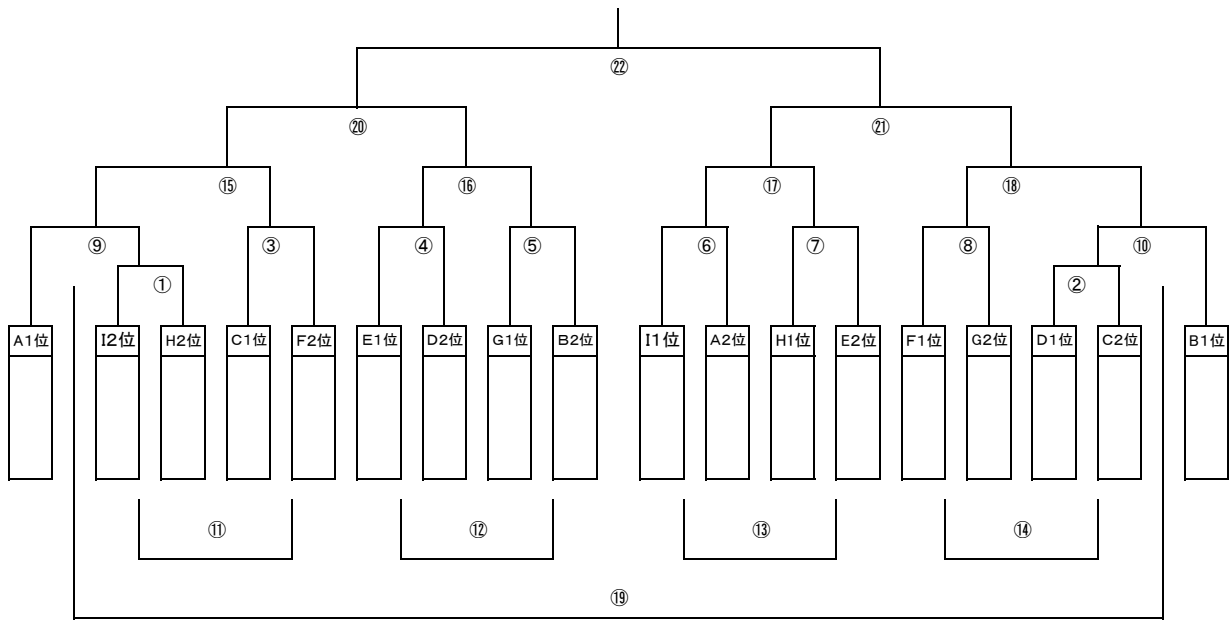 ㉒
⑳ ㉑
⑮ ⑯ ⑰ ⑱
⑨ ③ ④ ⑤ ⑥ ⑦ ⑧ ⑩
① ②
A1位 I2位 H2位 C1位 F2位 E1位 D2位 G1位 B2位 I1位 A2位 H1位 E2位 F1位 G2位 D1位 C2位 B1位
⑪ ⑫ ⑬ ⑭
⑲